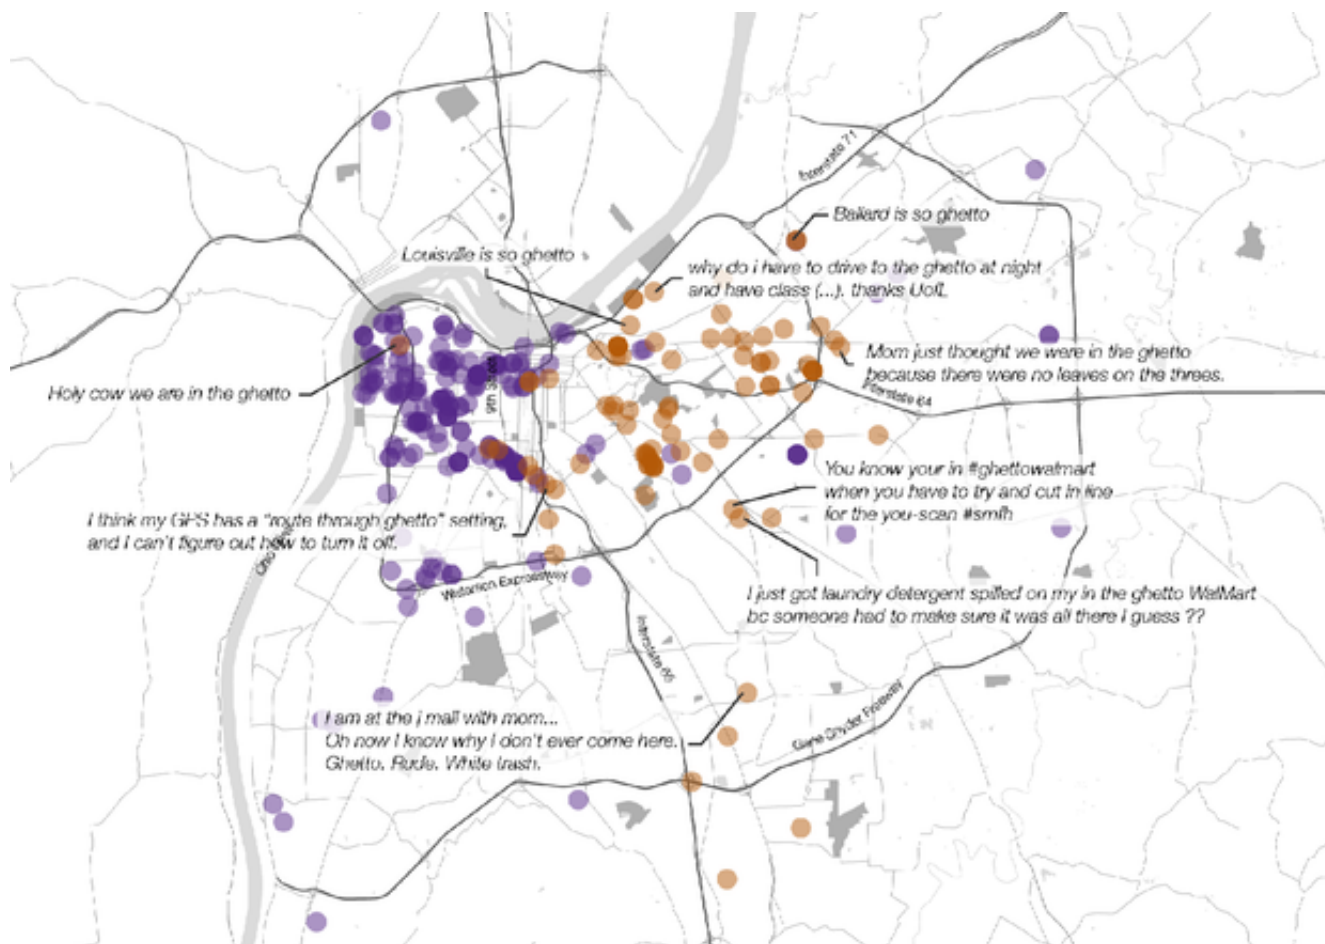 Interstate 71
Ballard is so ghetto
Louisville is so ghetto
why do i have to drive to the ghetto at night
and have class (...). thanks UofL
Mom just thought we were in the ghetto
because there were no leaves on the threes.
Interstate 64
Holy cow we are in the ghetto
9th Street
You know your in #ghettowalmart
when you have to try and cut in line
for the you-scan #smfh
I think my GPS has a "route through ghetto" setting,
and I can't figure out how to turn it off.
Ohio River
Watterson Expressway
I just got laundry detergent spilled on my in the ghetto WalMart
bc someone had to make sure it was all there I guess ??
Interstate 65
I am at the j mall with mom...
Oh now I know why I don't ever come here.
Ghetto. Rude. White trash.
Gene Snyder Freeway